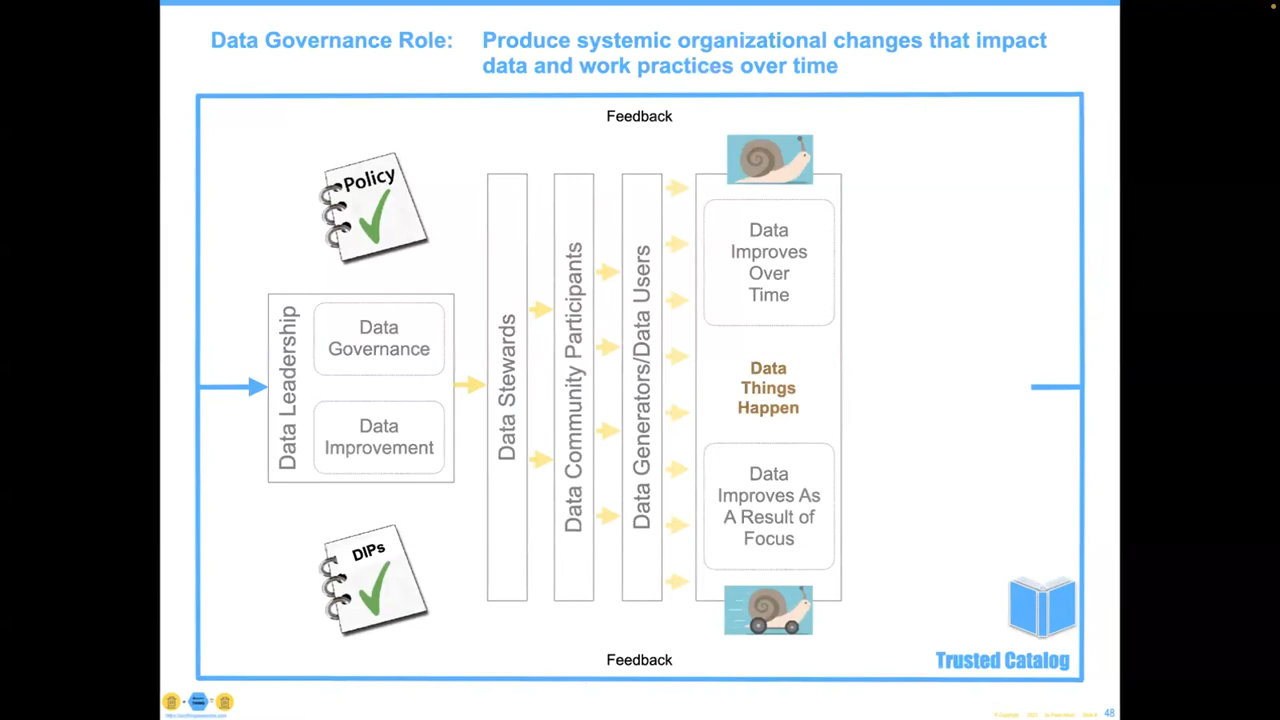 Data Governance Role:
Produce systemic organizational changes that impact
data and work practices over time
Feedback
Policy
Data Leadership
Data
Governance
Data
Improvement
DIPs
Data Stewards
Data Community Participants
Data Generators/Data Users
Data
Improves
Over
Time
Data
Things
Happen
Data
Improves As
A Result of
Focus
Feedback
Trusted Catalog
48